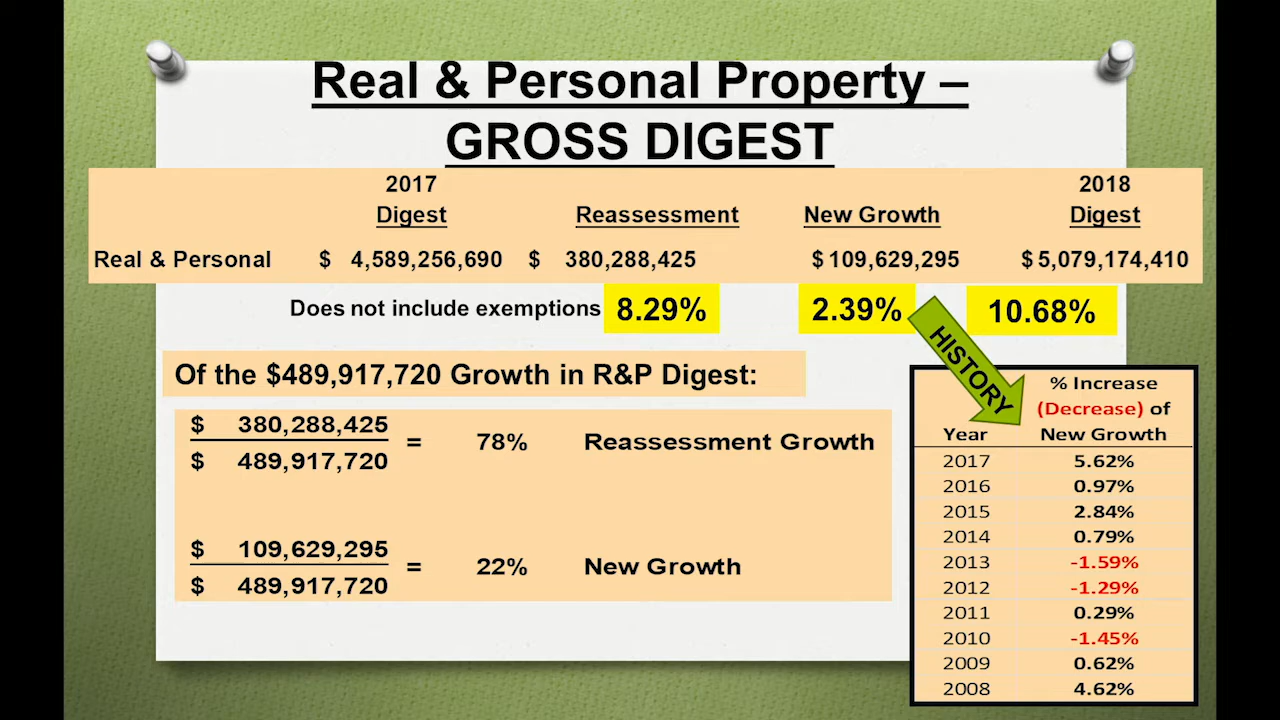 Real & Personal Property –
GROSS DIGEST
2017 2018
Digest Reassessment New Growth Digest
Real & Personal $ 4,589,256,690 $ 380,288,425 $ 109,629,295 $ 5,079,174,410
Does not include exemptions 8.29% 2.39% 10.68%
HISTORY
Of the $489,917,720 Growth in R&P Digest:
$ 380,288,425
= 78% Reassessment Growth
$ 489,917,720
$ 109,629,295
= 22% New Growth
$ 489,917,720
% Increase
(Decrease) of
Year New Growth
2017 5.62%
2016 0.97%
2015 2.84%
2014 0.79%
2013 -1.59%
2012 -1.29%
2011 0.29%
2010 -1.45%
2009 0.62%
2008 4.62%